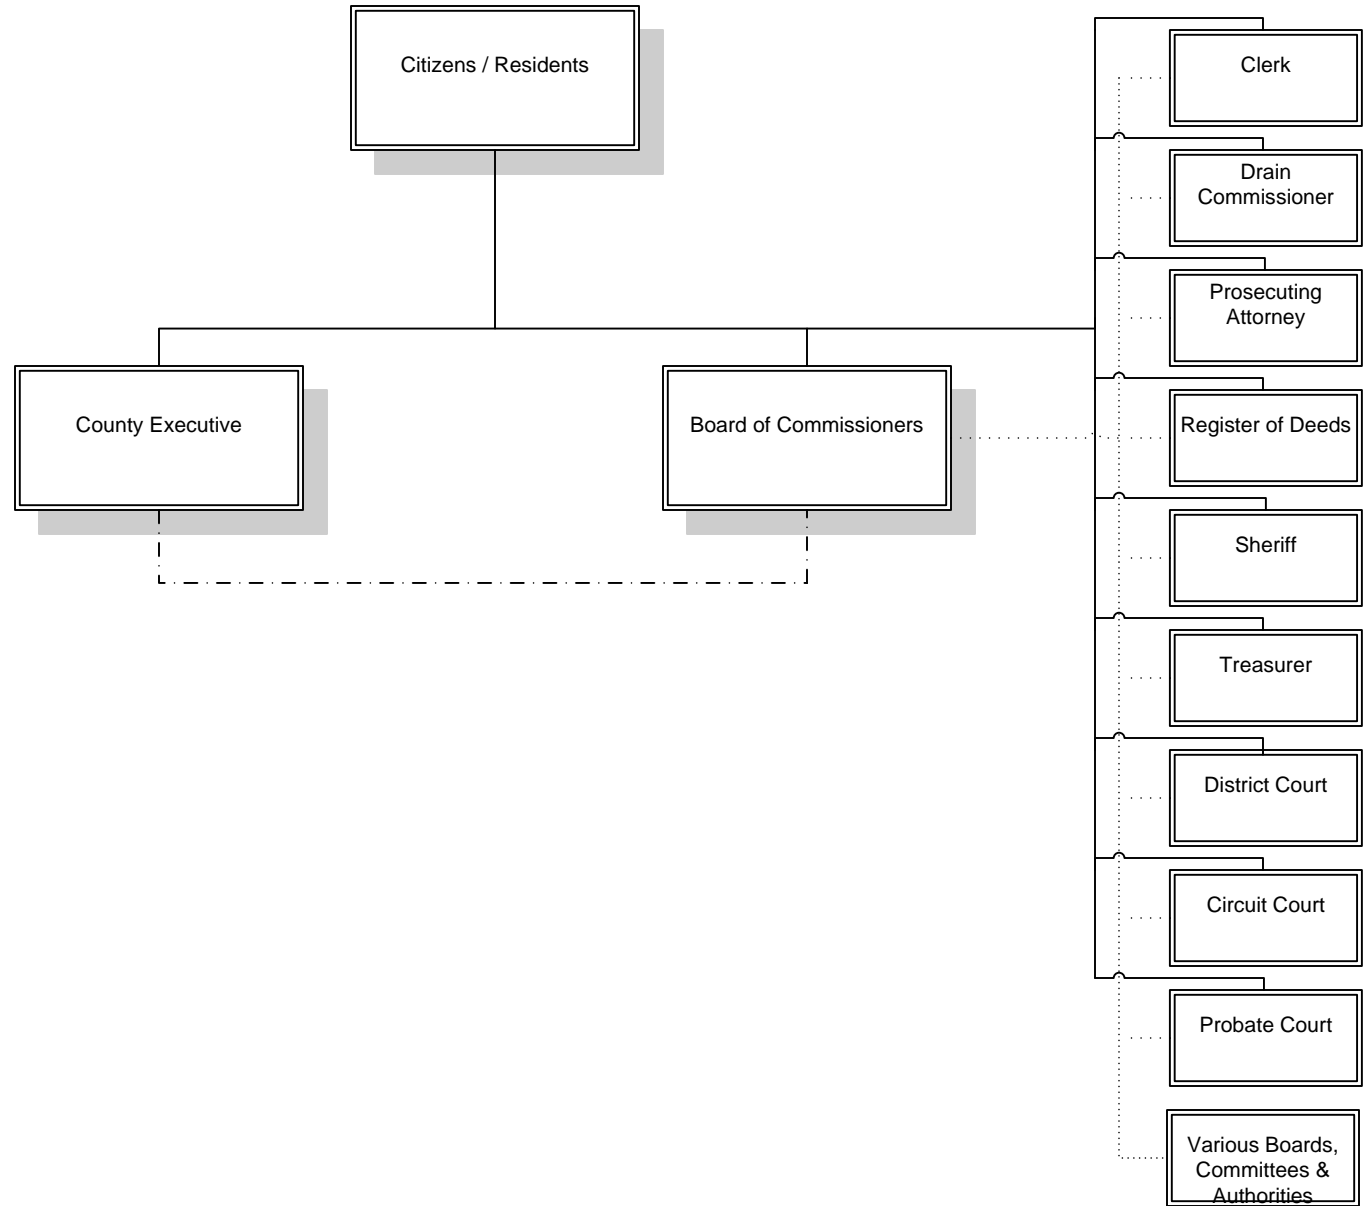 Citizens / Residents
Clerk
Drain
Commissioner
Prosecuting
Attorney
County Executive
Board of Commissioners
Register of Deeds
Sheriff
Treasurer
District Court
Circuit Court
Probate Court
Various Boards,
Committees &
Authorities